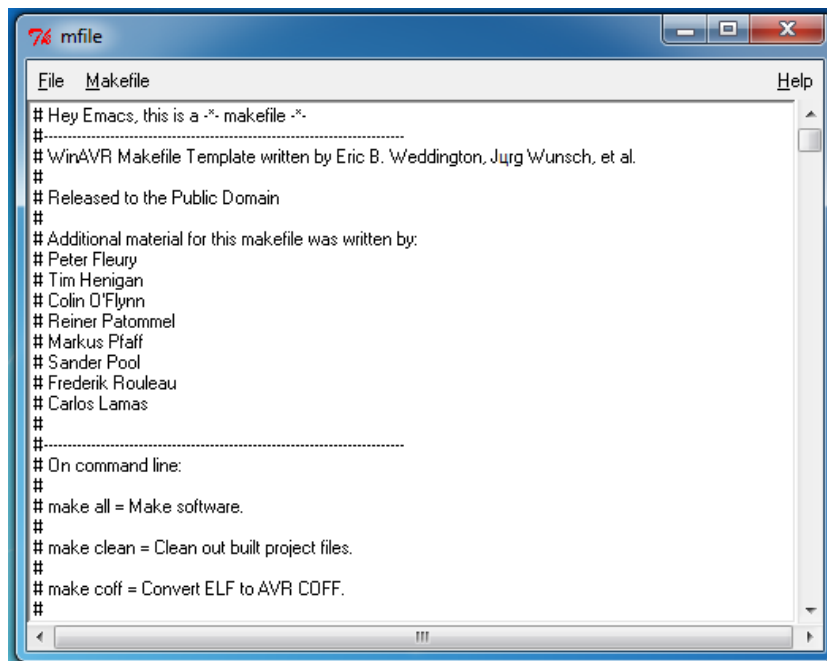 mfile
File Makefile Help
# Hey Emacs, this is a -*- makefile -*-
#----------------------------------------------------------------------------
# WinAVR Makefile Template written by Eric B. Weddington, Jцrg Wunsch, et al.
#
# Released to the Public Domain
#
# Additional material for this makefile was written by:
# Peter Fleury
# Tim Henigan
# Colin O'Flynn
# Reiner Patommel
# Markus Pfaff
# Sander Pool
# Frederik Rouleau
# Carlos Lamas
#
#----------------------------------------------------------------------------
# On command line:
#
# make all = Make software.
#
# make clean = Clean out built project files.
#
# make coff = Convert ELF to AVR COFF.
#